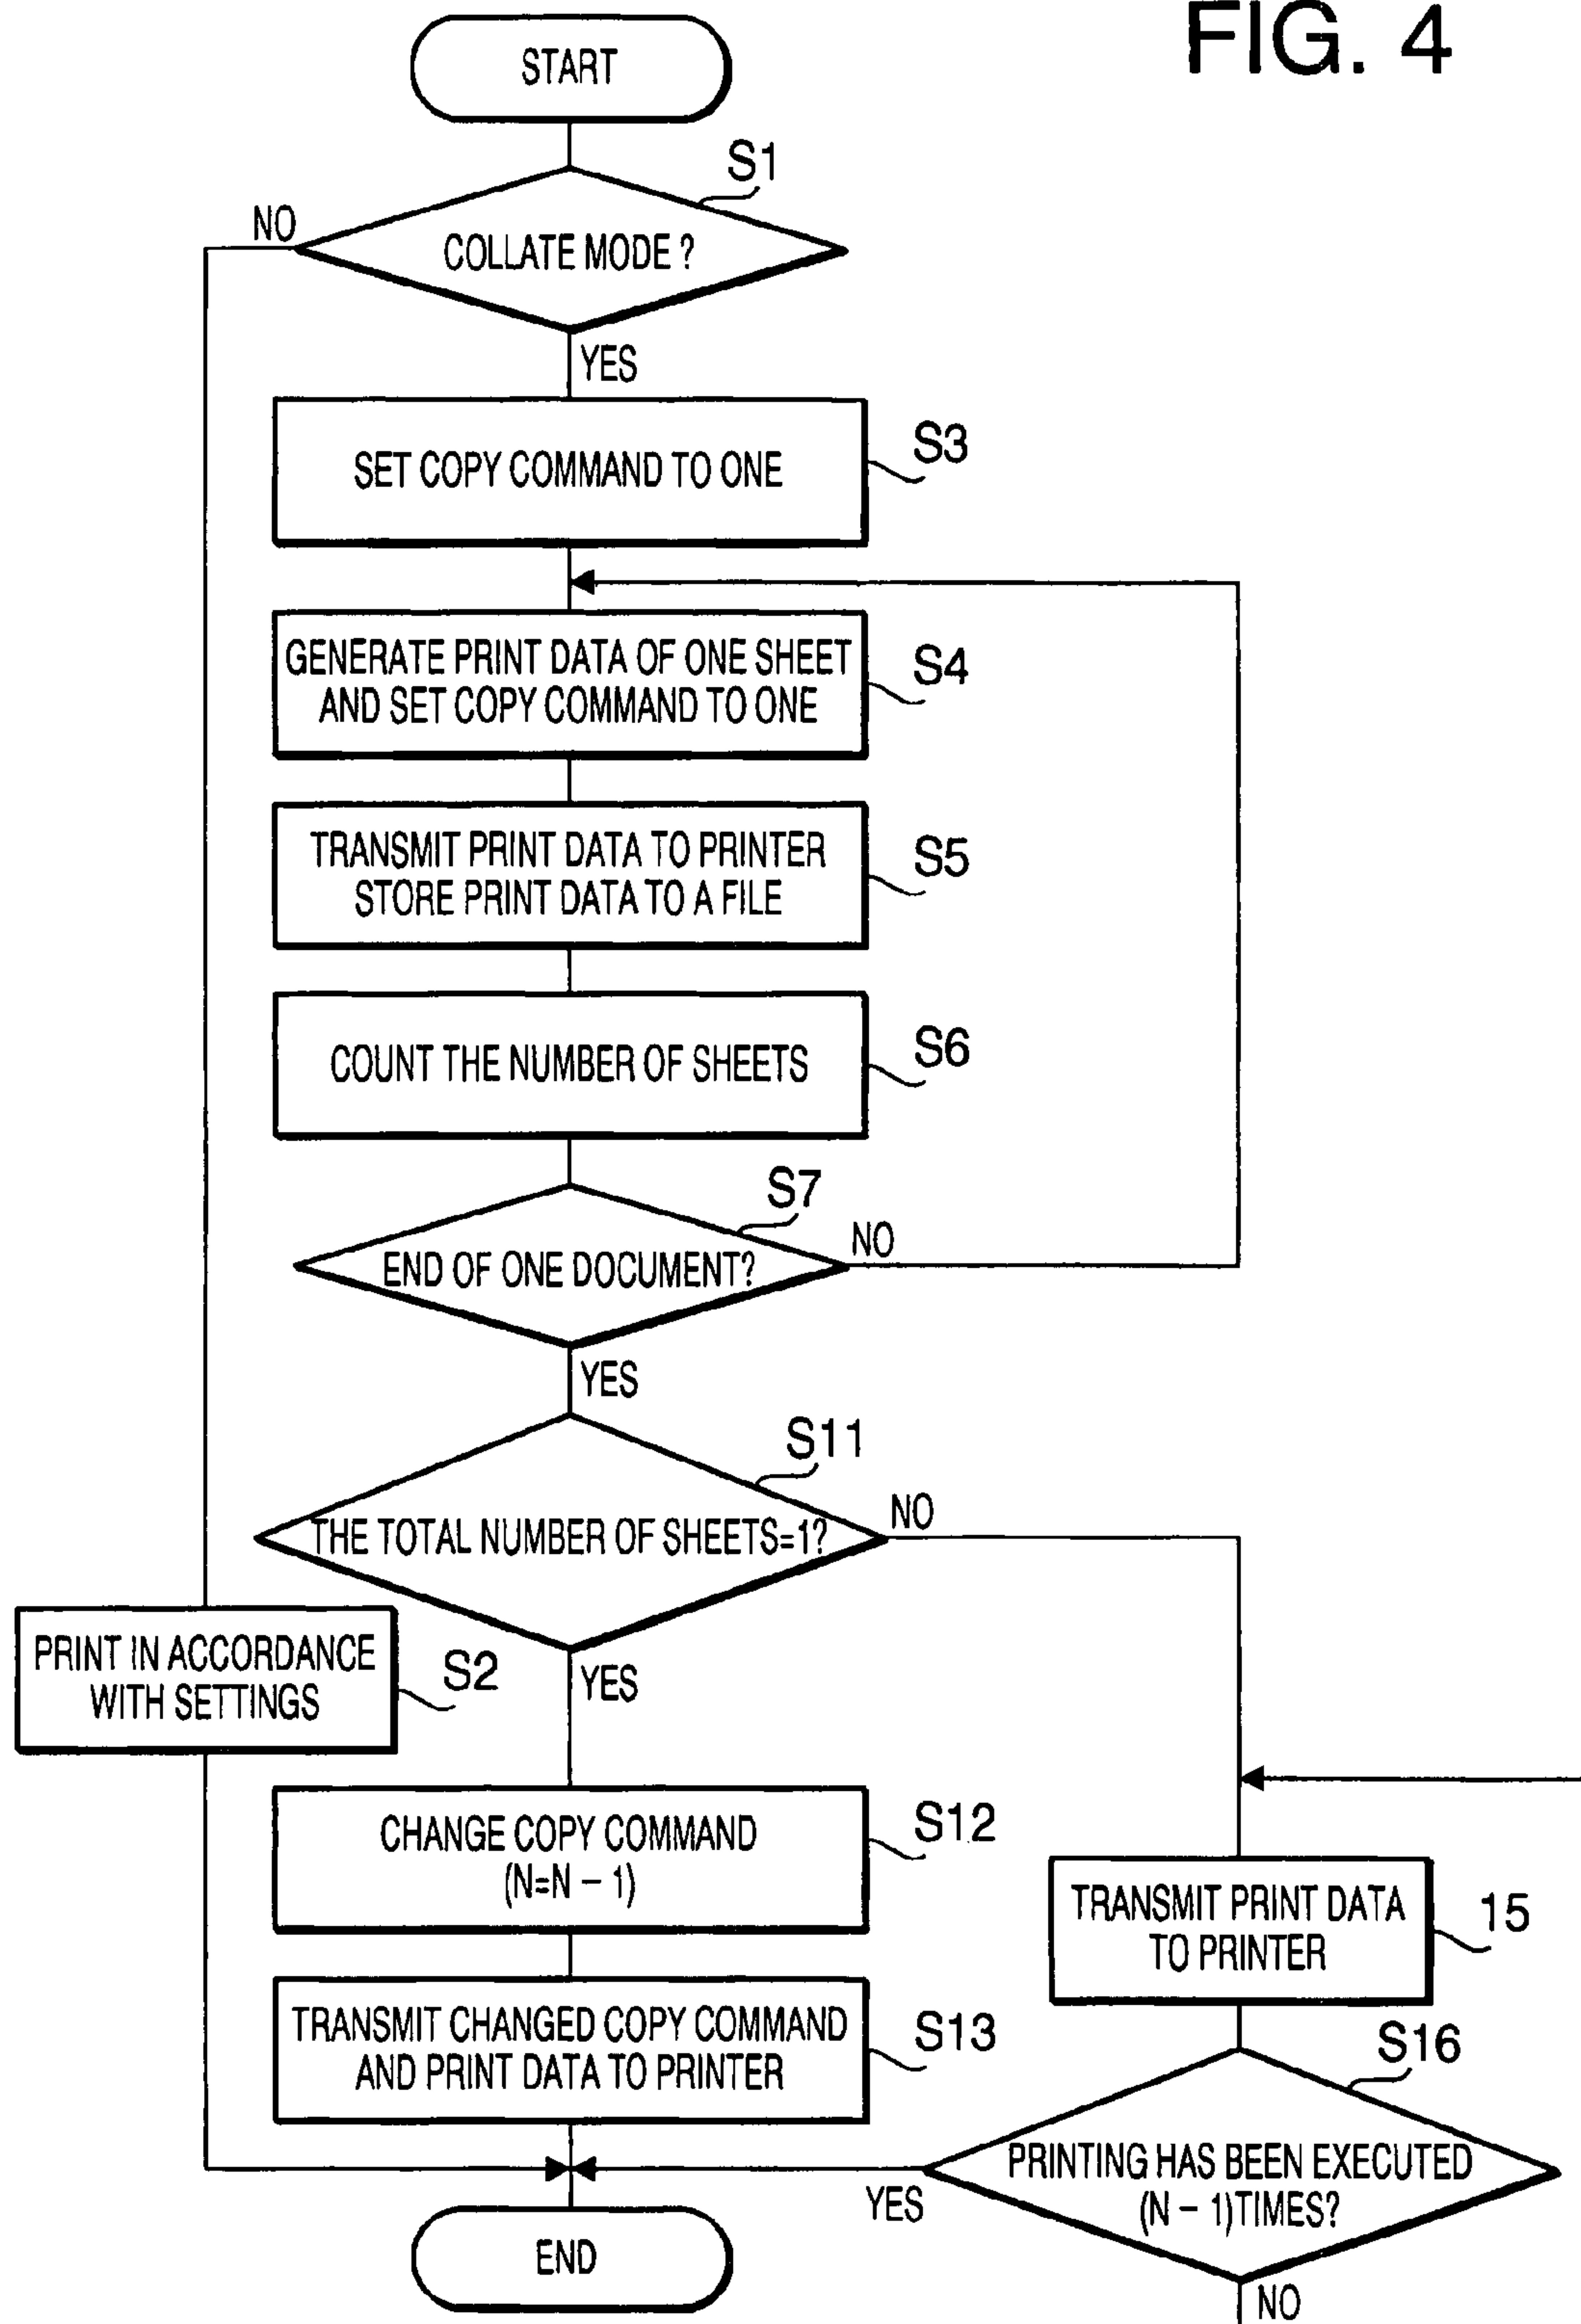 FIG. 4
START
S1
NO
COLLATE MODE ?
YES
SET COPY COMMAND TO ONE
S3
GENERATE PRINT DATA OF ONE SHEET
AND SET COPY COMMAND TO ONE
S4
TRANSMIT PRINT DATA TO PRINTER
STORE PRINT DATA TO A FILE
S5
COUNT THE NUMBER OF SHEETS
S6
S7
END OF ONE DOCUMENT?
NO
YES
S11
THE TOTAL NUMBER OF SHEETS=1?
NO
YES
PRINT IN ACCORDANCE
WITH SETTINGS
S2
CHANGE COPY COMMAND
(N=N – 1)
S12
TRANSMIT PRINT DATA
TO PRINTER
15
TRANSMIT CHANGED COPY COMMAND
AND PRINT DATA TO PRINTER
S13
S16
PRINTING HAS BEEN EXECUTED
(N – 1)TIMES?
YES
NO
END